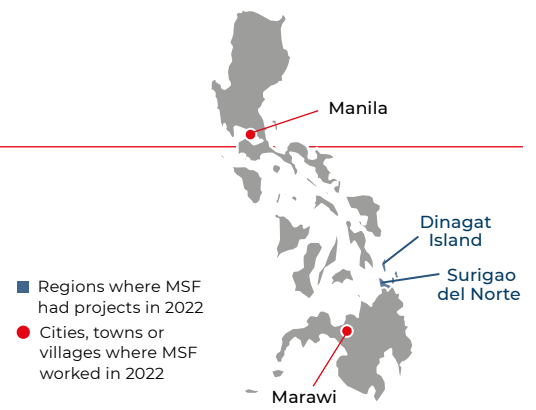 Manila
Dinagat
Island
Surigao
del Norte
Regions where MSF
had projects in 2022
Cities, towns or
villages where MSF
worked in 2022
Marawi